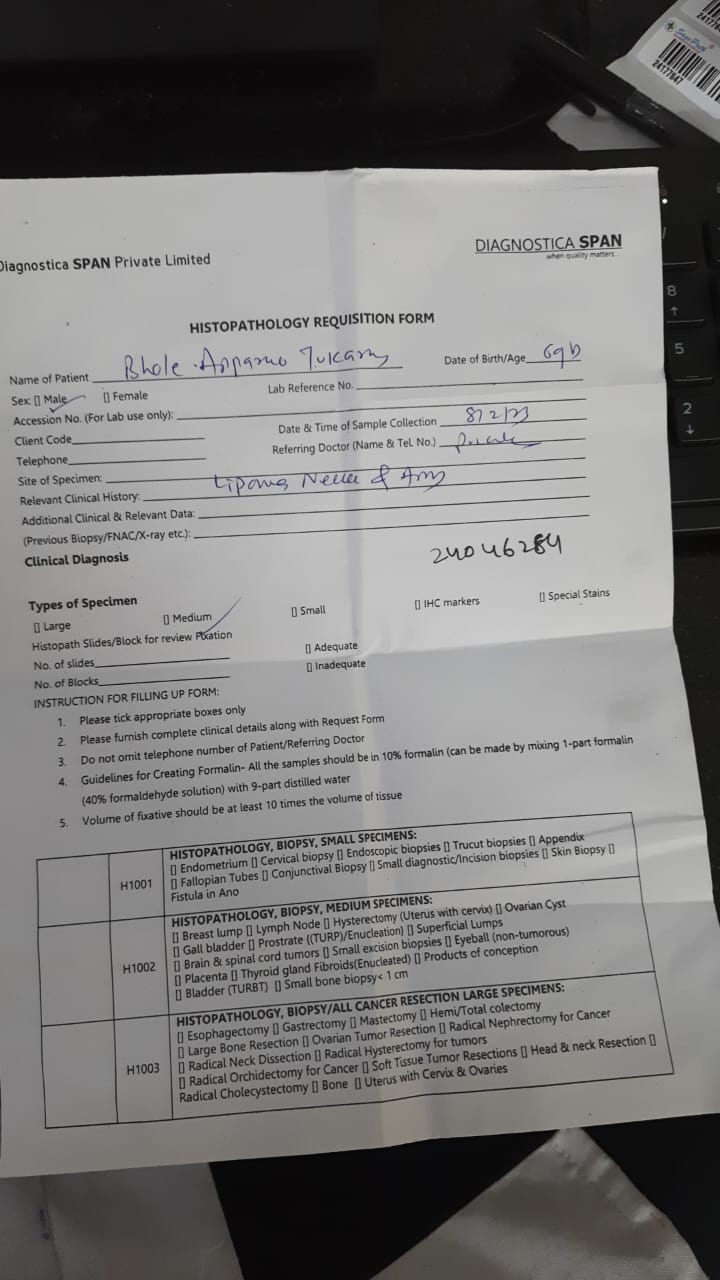 24177647
Diagnostica SPAN Private Limited
DIAGNOSTICA SPAN
when quality matters...
HISTOPATHOLOGY REQUISITION FORM
Name of Patient Bhole
Date of Birth/Age
Sex: [] Male [] Female
Lab Reference No.
Accession No. (For Lab use only):
Client Code
Date & Time of Sample Collection
Telephone
Referring Doctor (Name & Tel. No.)
Site of Specimen:
Relevant Clinical History: Lipoma &
Additional Clinical & Relevant Data:
(Previous Biopsy/FNAC/X-ray etc.):
Clinical Diagnosis
24046284
Types of Specimen
[] Large [] Medium [] Small [] IHC markers [] Special Stains
Histopath Slides/Block for review Fixation
No. of slides [] Adequate
No. of Blocks [] Inadequate
INSTRUCTION FOR FILLING UP FORM:
1. Please tick appropriate boxes only
2. Please furnish complete clinical details along with Request Form
3. Do not omit telephone number of Patient/Referring Doctor
4. Guidelines for Creating Formalin- All the samples should be in 10% formalin (can be made by mixing 1-part formalin
(40% formaldehyde solution) with 9-part distilled water
5. Volume of fixative should be at least 10 times the volume of tissue
H1001
HISTOPATHOLOGY, BIOPSY, SMALL SPECIMENS:
[] Endometrium [] Cervical biopsy [] Endoscopic biopsies [] Trucut biopsies [] Appendix
[] Fallopian Tubes [] Conjunctival Biopsy [] Small diagnostic/Incision biopsies [] Skin Biopsy []
Fistula in Ano
H1002
HISTOPATHOLOGY, BIOPSY, MEDIUM SPECIMENS:
[] Breast lump [] Lymph Node [] Hysterectomy (Uterus with cervix) [] Ovarian Cyst
[] Gall bladder [] Prostrate ((TURP)/Enucleation) [] Superficial Lumps
[] Brain & spinal cord tumors [] Small excision biopsies [] Eyeball (non-tumorous)
[] Placenta [] Thyroid gland Fibroids(Enucleated) [] Products of conception
[] Bladder (TURBT) [] Small bone biopsy< 1 cm
H1003
HISTOPATHOLOGY, BIOPSY/ALL CANCER RESECTION LARGE SPECIMENS:
[] Esophagectomy [] Gastrectomy [] Mastectomy [] Hemi/Total colectomy
[] Large Bone Resection [] Ovarian Tumor Resection [] Radical Nephrectomy for Cancer
[] Radical Neck Dissection [] Radical Hysterectomy for tumors
[] Radical Orchidectomy for Cancer [] Soft Tissue Tumor Resections [] Head & neck Resection []
Radical Cholecystectomy [] Bone [] Uterus with Cervix & Ovaries
8
5
2